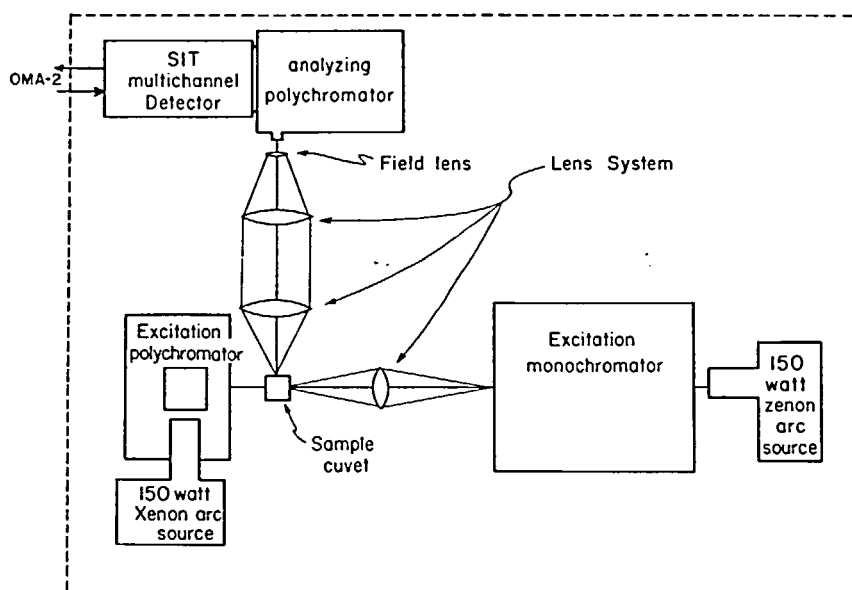 SIT
multichannel
Detector
analyzing
polychromator
OMA-2
Field lens
Lens System
Excitation
polychromator
Excitation
monochromator
150
watt
zenon
arc
source
Sample
cuvet
150 watt
Xenon arc
source